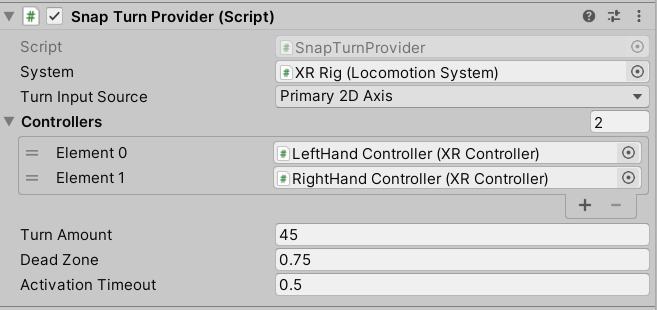 Snap Turn Provider (Script)
Script SnapTurnProvider
System XR Rig (Locomotion System)
Turn Input Source Primary 2D Axis
Controllers 2
Element 0 LeftHand Controller (XR Controller)
Element 1 RightHand Controller (XR Controller)
Turn Amount 45
Dead Zone 0.75
Activation Timeout 0.5